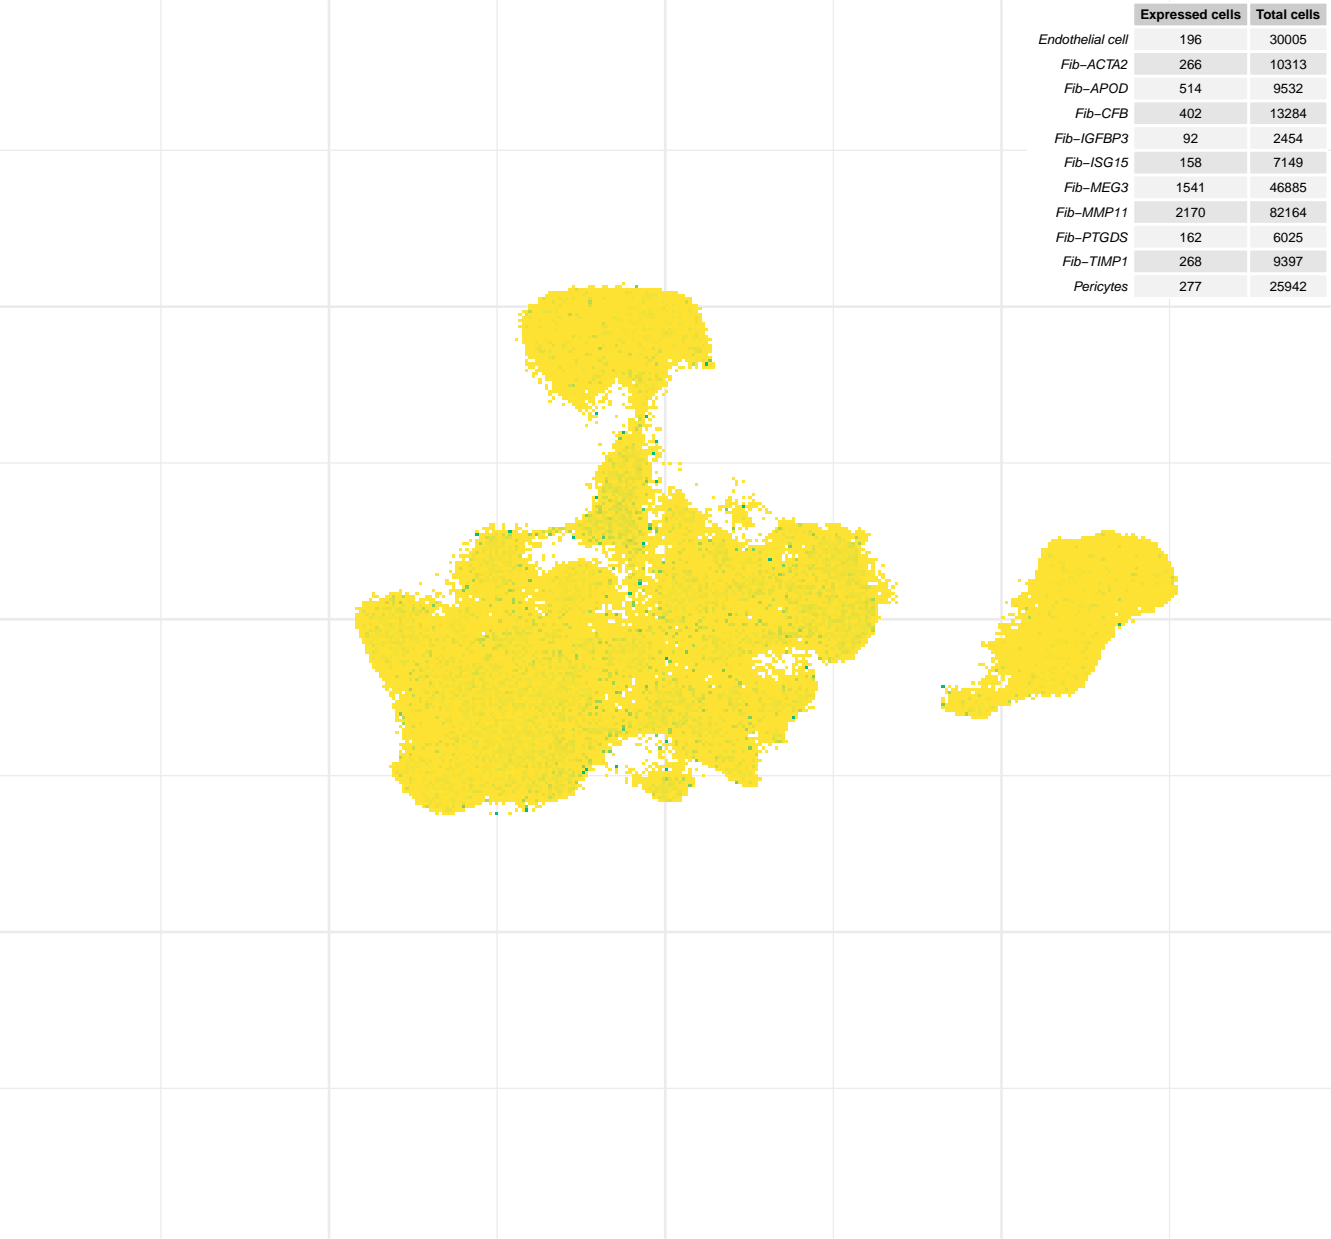 Expressed cells Total cells
Endothelial cell 196 30005
Fib−ACTA2 266 10313
Fib−APOD 514 9532
Fib−CFB 402 13284
Fib−IGFBP3 92 2454
Fib−ISG15 158 7149
Fib−MEG3 1541 46885
Fib−MMP11 2170 82164
Fib−PTGDS 162 6025
Fib−TIMP1 268 9397
Pericytes 277 25942